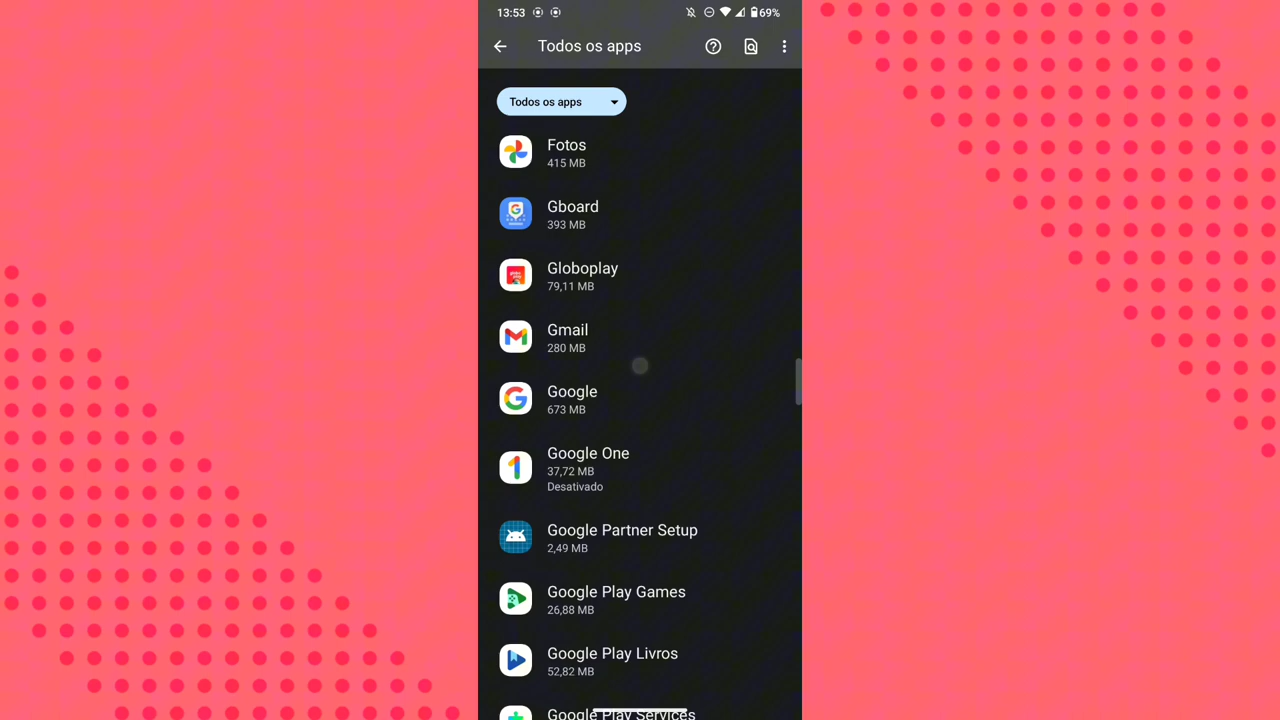 13:53
69%
Todos os apps
Todos os apps
Fotos
415 MB
Gboard
393 MB
Globoplay
79,11 MB
Gmail
280 MB
Google
673 MB
Google One
37,72 MB
Desativado
Google Partner Setup
2,49 MB
Google Play Games
26,88 MB
Google Play Livros
52,82 MB
Google Play Services